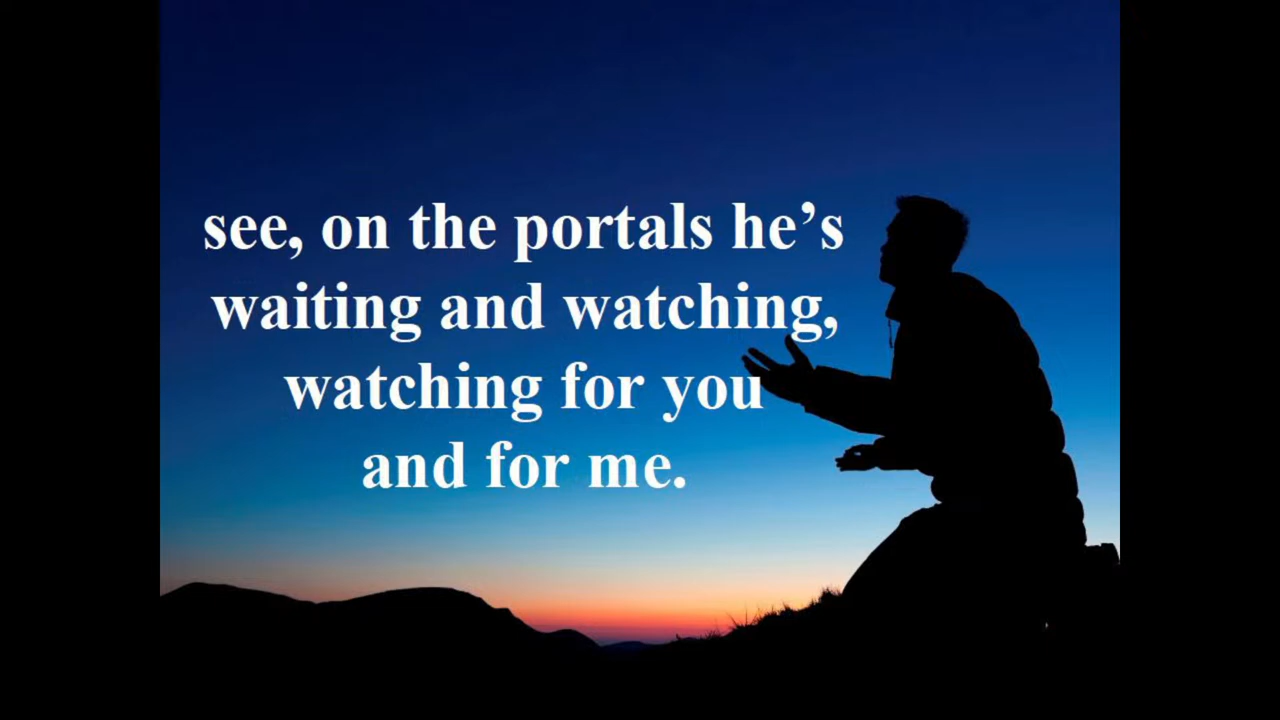 see, on the portals he’s
waiting and watching,
watching for you
and for me.